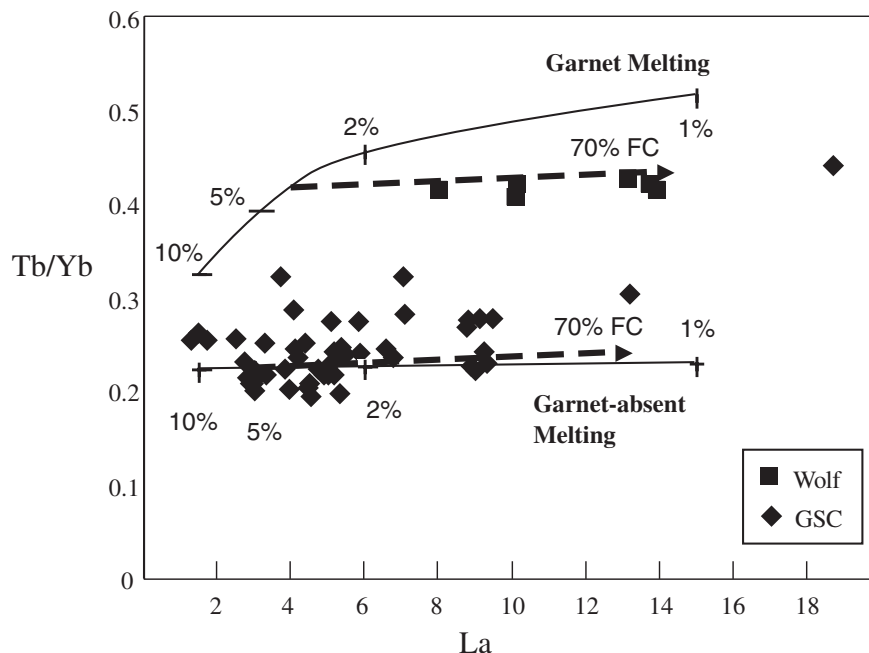 0.6
Garnet Melting
0.5
2%
1%
70% FC
5%
0.4
10%
Tb/Yb
0.3
70% FC
1%
0.2
10%
5%
2%
Garnet-absent
Melting
0.1
Wolf
GSC
0
2 4 6 8 10 12 14 16 18
La